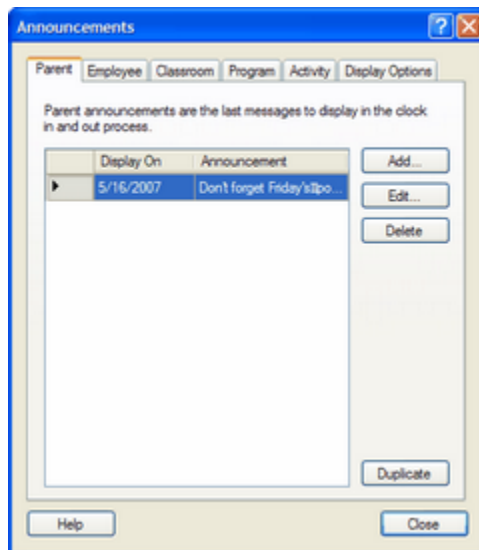 Announcements
Parent Employee Classroom Program Activity Display Options
Parent announcements are the last messages to display in the clock
in and out process.
Display On Announcement
5/16/2007 Don't forget Friday's
Add...
Edit...
Delete
Duplicate
Help Close